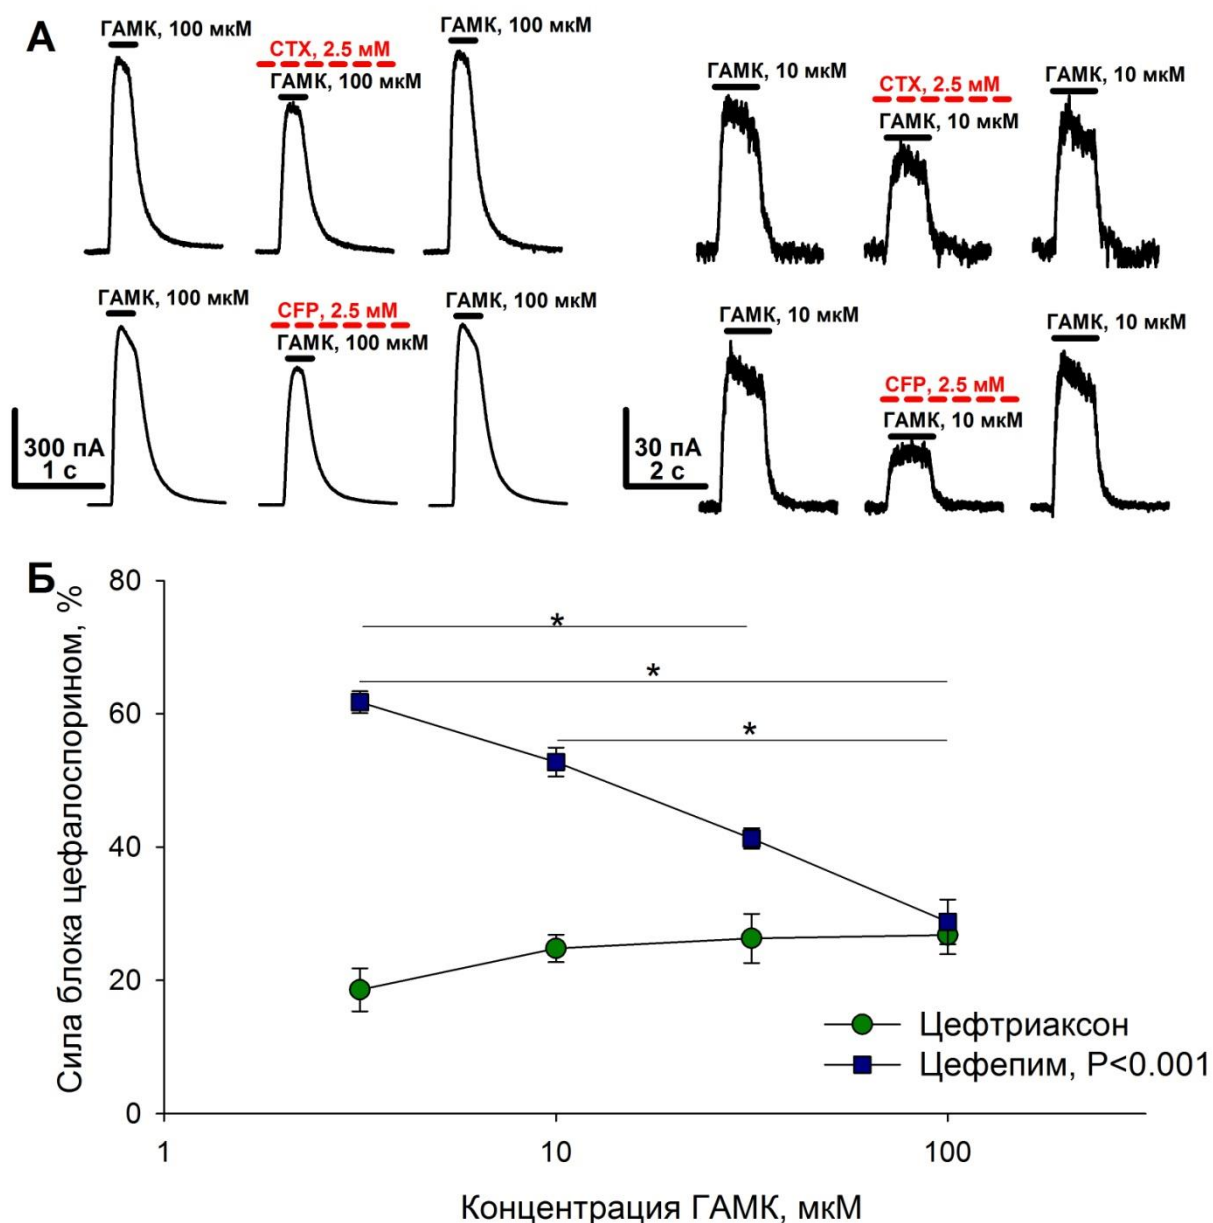 А
ГАМК, 100 мкМ
CTX, 2.5 мМ
ГАМК, 100 мкМ
ГАМК, 100 мкМ
ГАМК, 10 мкМ
CTX, 2.5 мМ
ГАМК, 10 мкМ
ГАМК, 10 мкМ
ГАМК, 100 мкМ
CFP, 2.5 мМ
ГАМК, 100 мкМ
ГАМК, 100 мкМ
ГАМК, 10 мкМ
CFP, 2.5 мМ
ГАМК, 10 мкМ
ГАМК, 10 мкМ
300 пА
1 с
30 пА
2 с
Б
Сила блока цефалоспорином, %
80
60
40
20
0
*
*
*
Цефтриаксон
Цефепим, P<0.001
1
10
100
Концентрация ГАМК, мкМ